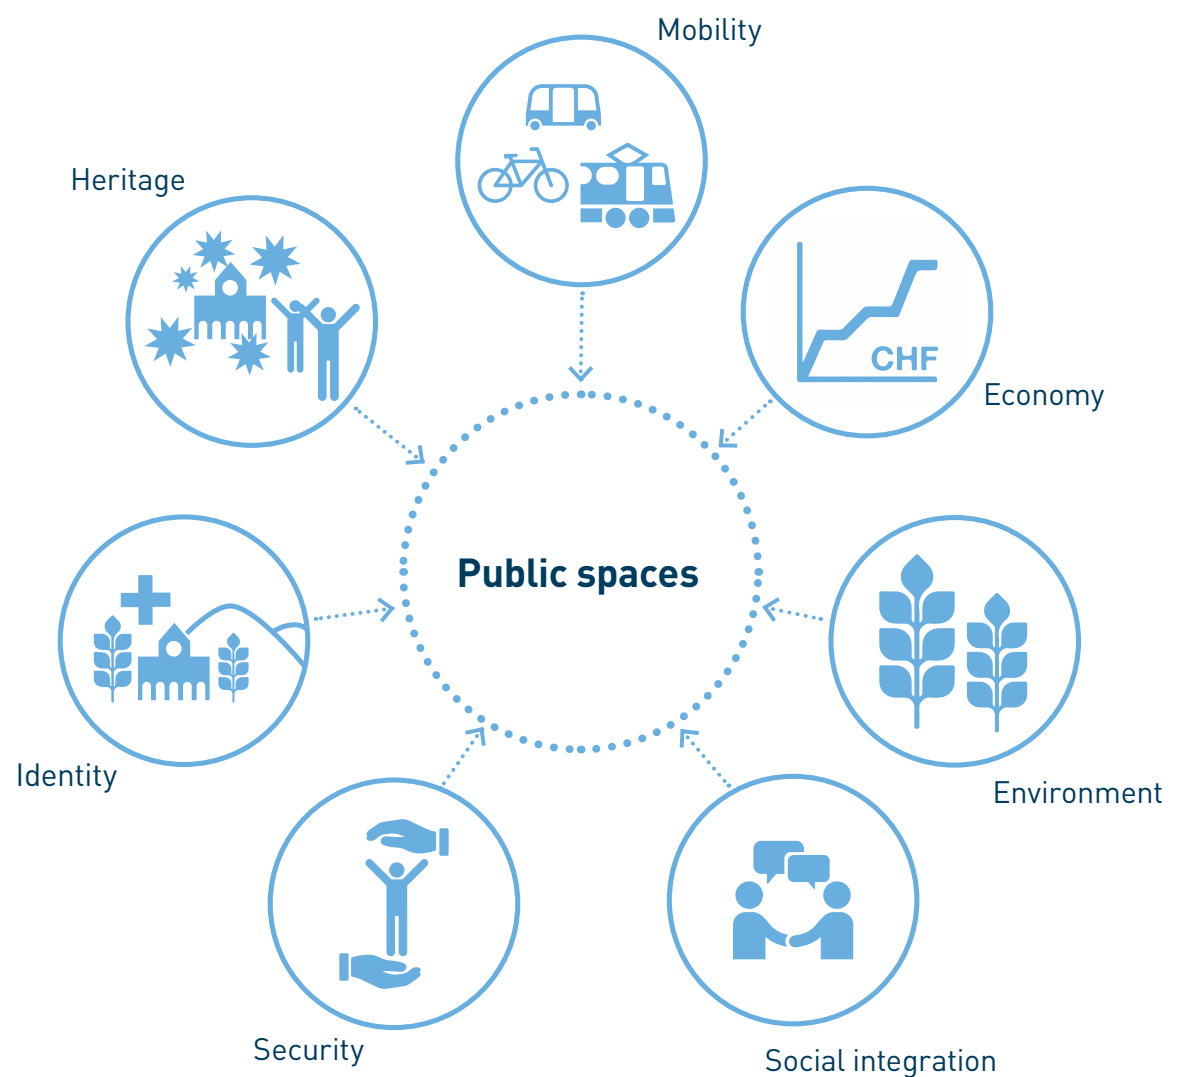 Mobility
Heritage
CHF
Economy
Public spaces
Identity
Environment
Security
Social integration